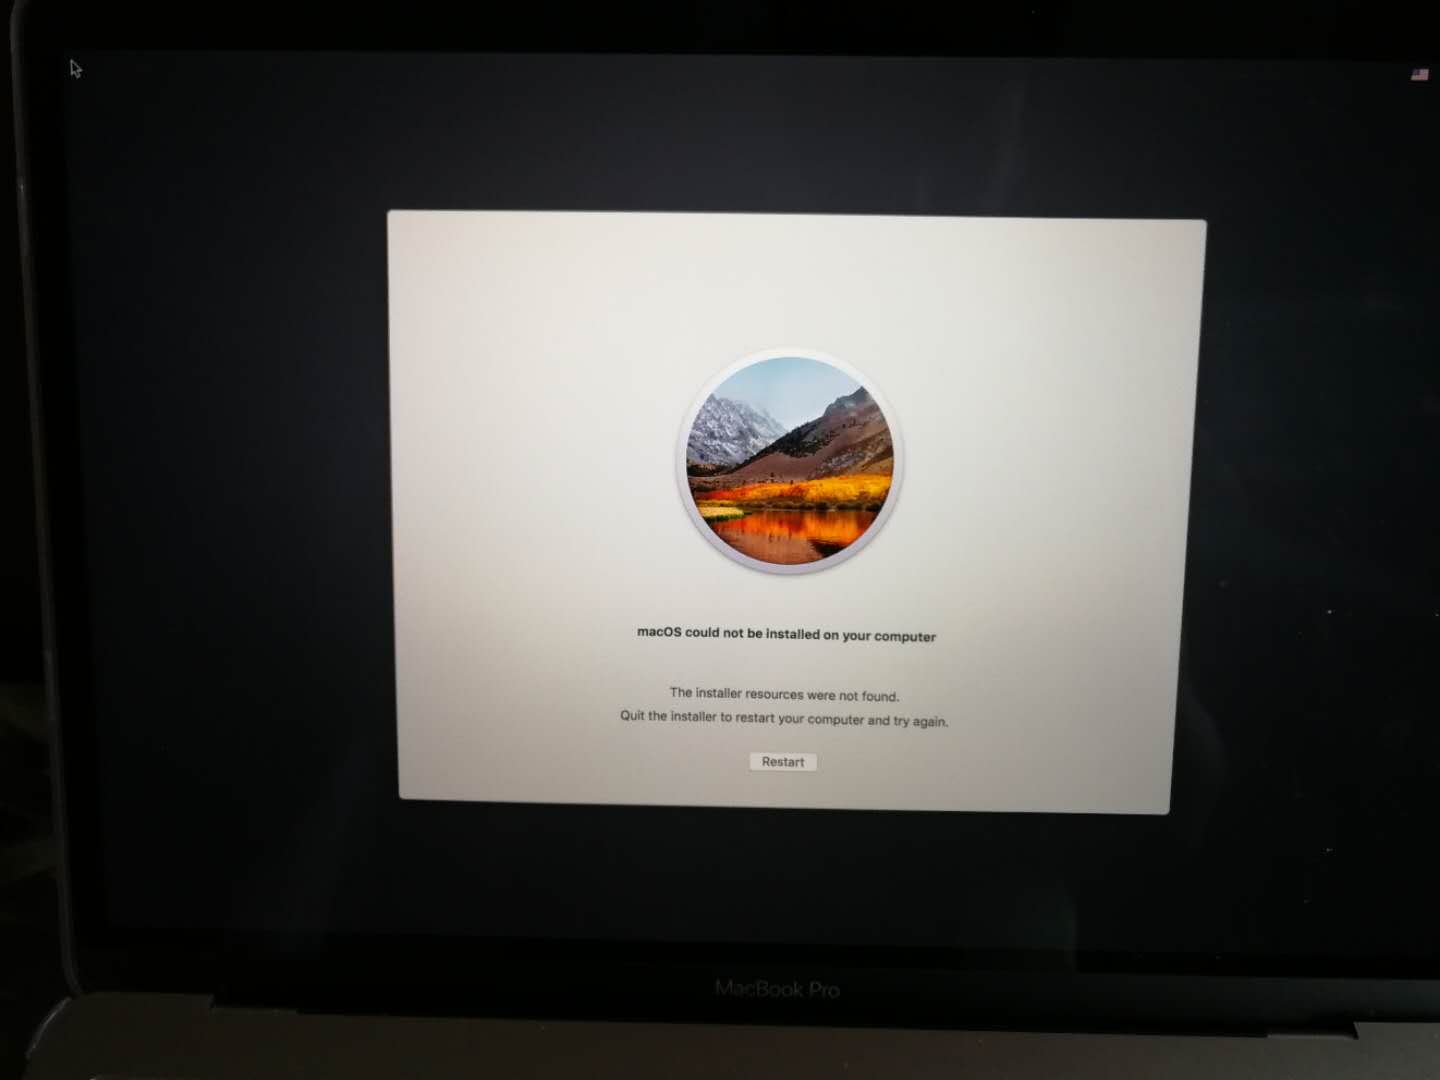 macOS could not be installed on your computer
The installer resources were not found.
Quit the installer to restart your computer and try again.
Restart
MacBook Pro